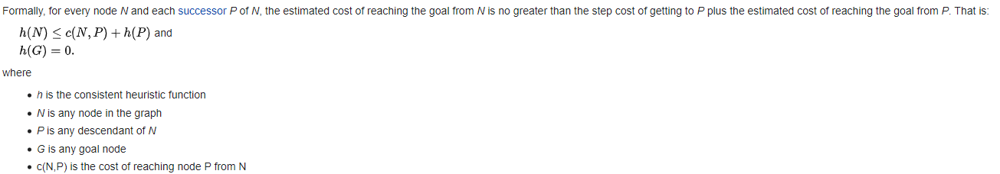 Formally, for every node N and each successor P of N, the estimated cost of reaching the goal from N is no greater than the step cost of getting to P plus the estimated cost of reaching the goal from P. That is:
h(N) ≤ c(N, P) + h(P) and
h(G) = 0.
where
• h is the consistent heuristic function
• N is any node in the graph
• P is any descendant of N
• G is any goal node
• c(N,P) is the cost of reaching node P from N